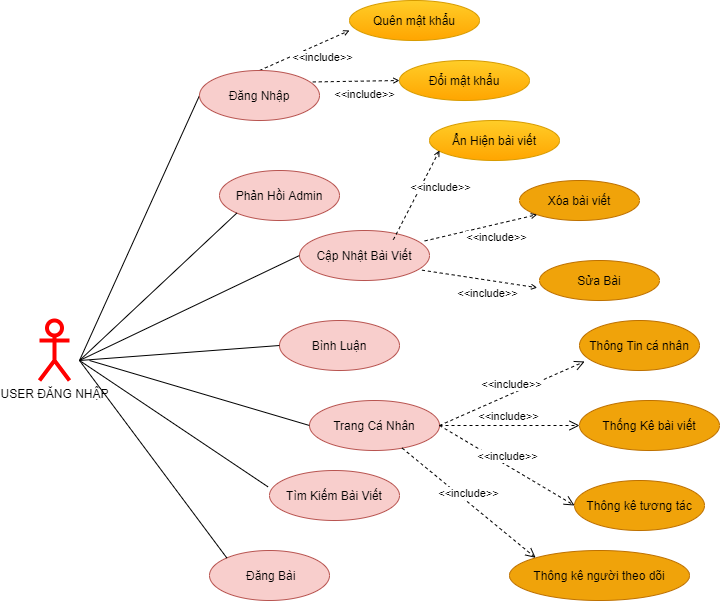 Quên mật khẩu
<<include>>
Đổi mật khẩu
Đăng Nhập
<<include>>
Ẩn Hiện bài viết
<<include>>
Phản Hồi Admin
Xóa bài viết
<<include>>
Cập Nhật Bài Viết
Sửa Bài
<<include>>
Bình Luận
Thông Tin cá nhân
<<include>>
USER ĐĂNG NHẬP
<<include>>
Trang Cá Nhân
Thống Kê bài viết
<<include>>
<<include>>
Tìm Kiếm Bài Viết
Thông kê tương tác
Đăng Bài
Thông kê người theo dõi